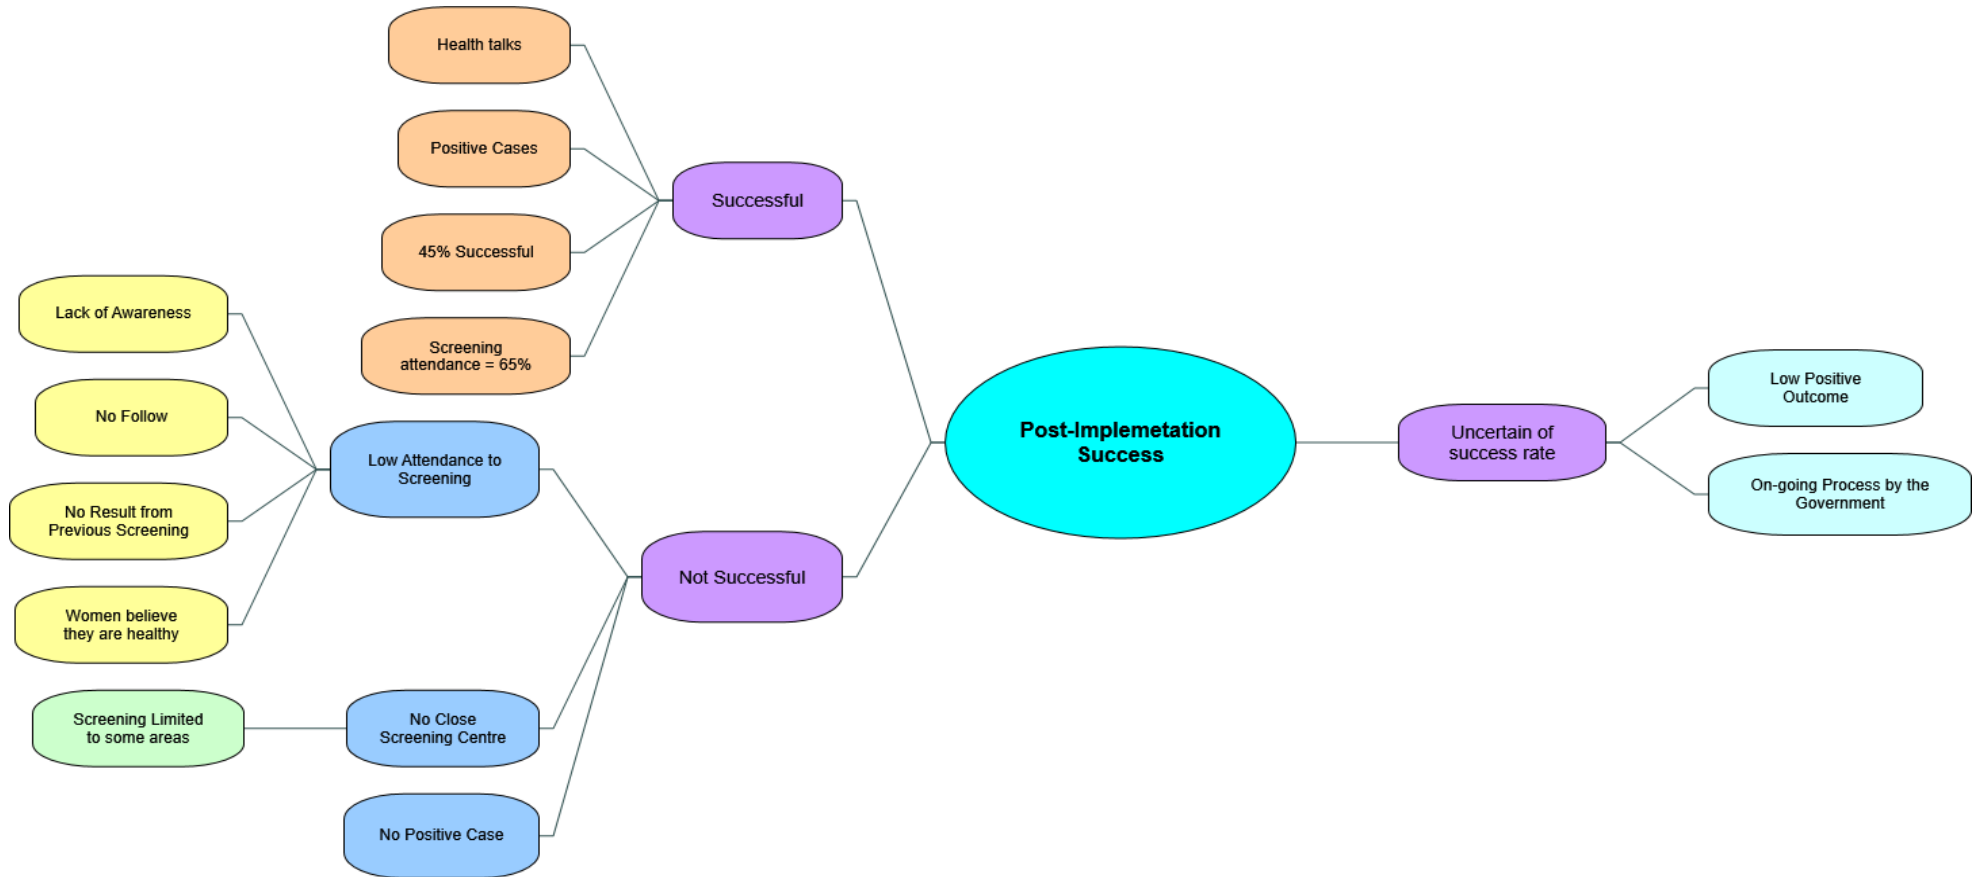 Health talks
Positive Cases
45% Successful
Screening
attendance = 65%
Successful
Lack of Awareness
No Follow
No Result from
Previous Screening
Women believe
they are healthy
Low Attendance to
Screening
Screening Limited
to some areas
No Close
Screening Centre
No Positive Case
Not Successful
Post-Implemetation
Success
Uncertain of
success rate
Low Positive
Outcome
On-going Process by the
Government